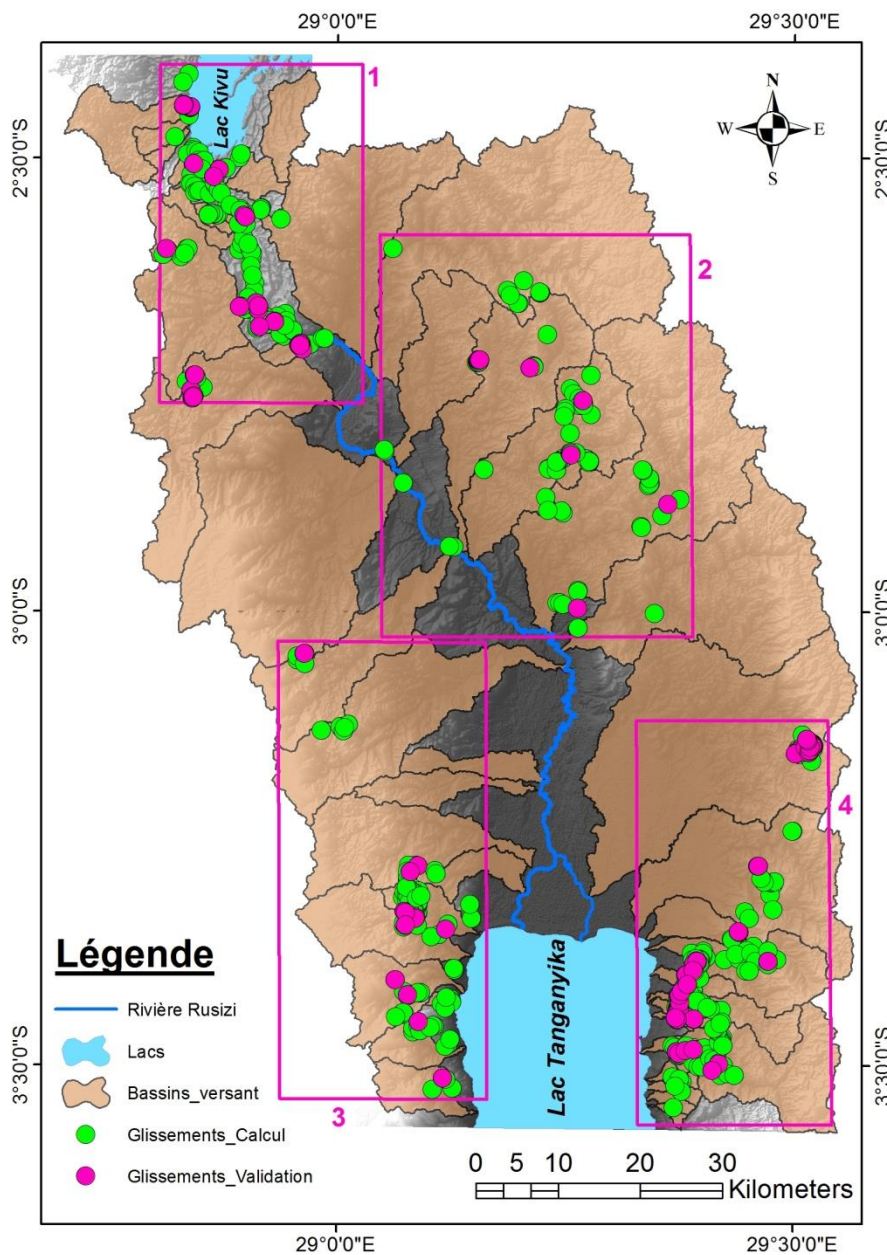 29°0'0"E
29°30'0"E
1
Lac Kivu
N
W
E
S
2°30'0"S
2°30'0"S
2
3°0'0"S
3°0'0"S
4
Légende
Rivière Rusizi
Lac Tanganyika
Lacs
3°30'0"S
3°30'0"S
Bassins_versant
3
Glissements_Calcul
Glissements_Validation
0 5 10 20 30
Kilometers
29°0'0"E
29°30'0"E